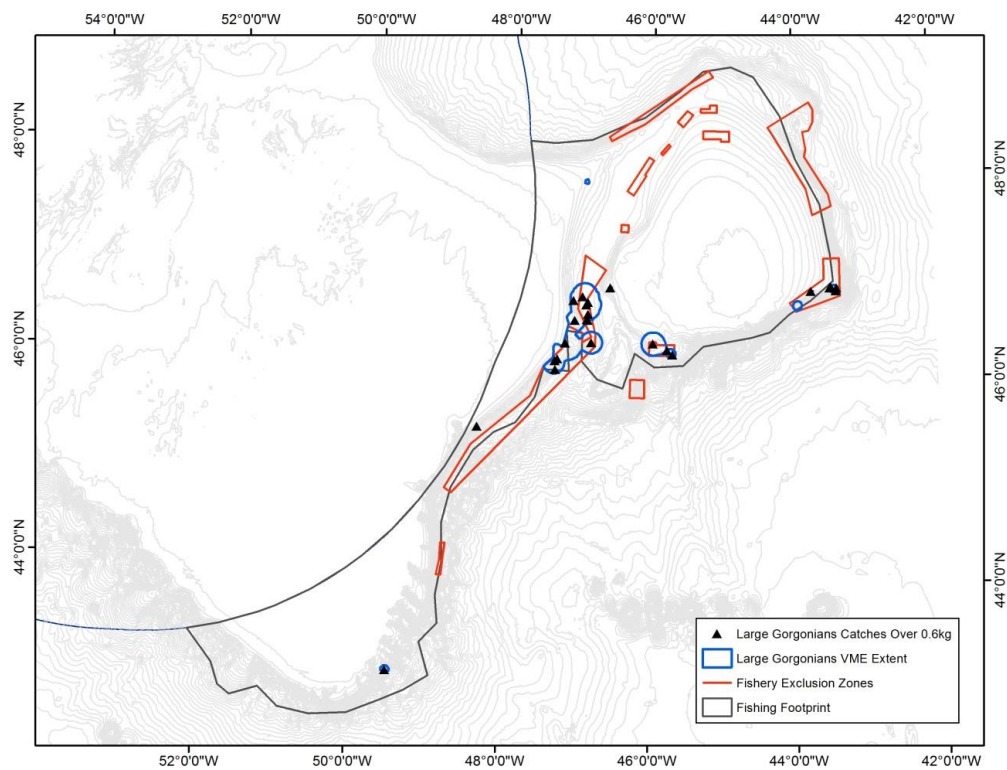 54°0'0"W 52°0'0"W 50°0'0"W 48°0'0"W 46°0'0"W 44°0'0"W 42°0'0"W
48°0'0"N
48°0'0"N
46°0'0"N
46°0'0"N
44°0'0"N
44°0'0"N
Large Gorgonians Catches Over 0.6kg
Large Gorgonians VME Extent
Fishery Exclusion Zones
Fishing Footprint
52°0'0"W 50°0'0"W 48°0'0"W 46°0'0"W 44°0'0"W 42°0'0"W